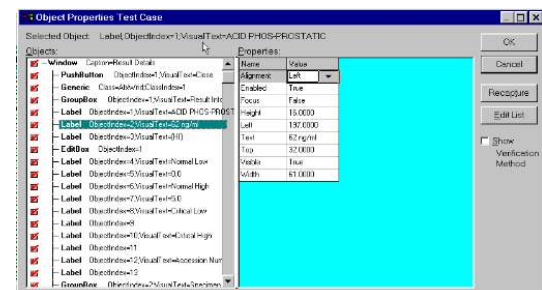 Object Properties Test Case
Selected Object: Label,ObjectIndex=1;VisualText=ACID PHOS-PROSTATIC
Objects:
Window Caption=Result Details
PushButton ObjectIndex=1;VisualText=Close
Generic Class=AfxWnd;ClassIndex=1
GroupBox ObjectIndex=1;VisualText=Result Info
Label ObjectIndex=1;VisualText=ACID PHOS-PROST
Label ObjectIndex=2;VisualText=62 ng/ml
Label ObjectIndex=3;VisualText=(HI)
EditBox ObjectIndex=1
Label ObjectIndex=4;VisualText=Normal Low
Label ObjectIndex=5;VisualText=0.0
Label ObjectIndex=6;VisualText=Normal High
Label ObjectIndex=7;VisualText=6.0
Label ObjectIndex=8;VisualText=Critical Low
Label ObjectIndex=9
Label ObjectIndex=10;VisualText=Critical High
Label ObjectIndex=11
Label ObjectIndex=12;VisualText=Accession Num
Label ObjectIndex=13
GroupBox ObjectIndex=2;VisualText=Specimen
Properties:
Name Value
Alignment Left
Enabled True
Focus False
Height 16.0000
Left 197.0000
Text 62 ng/ml
Top 32.0000
Visible True
Width 61.0000
OK
Cancel
Recapture
Edit List
Show
Verification
Method